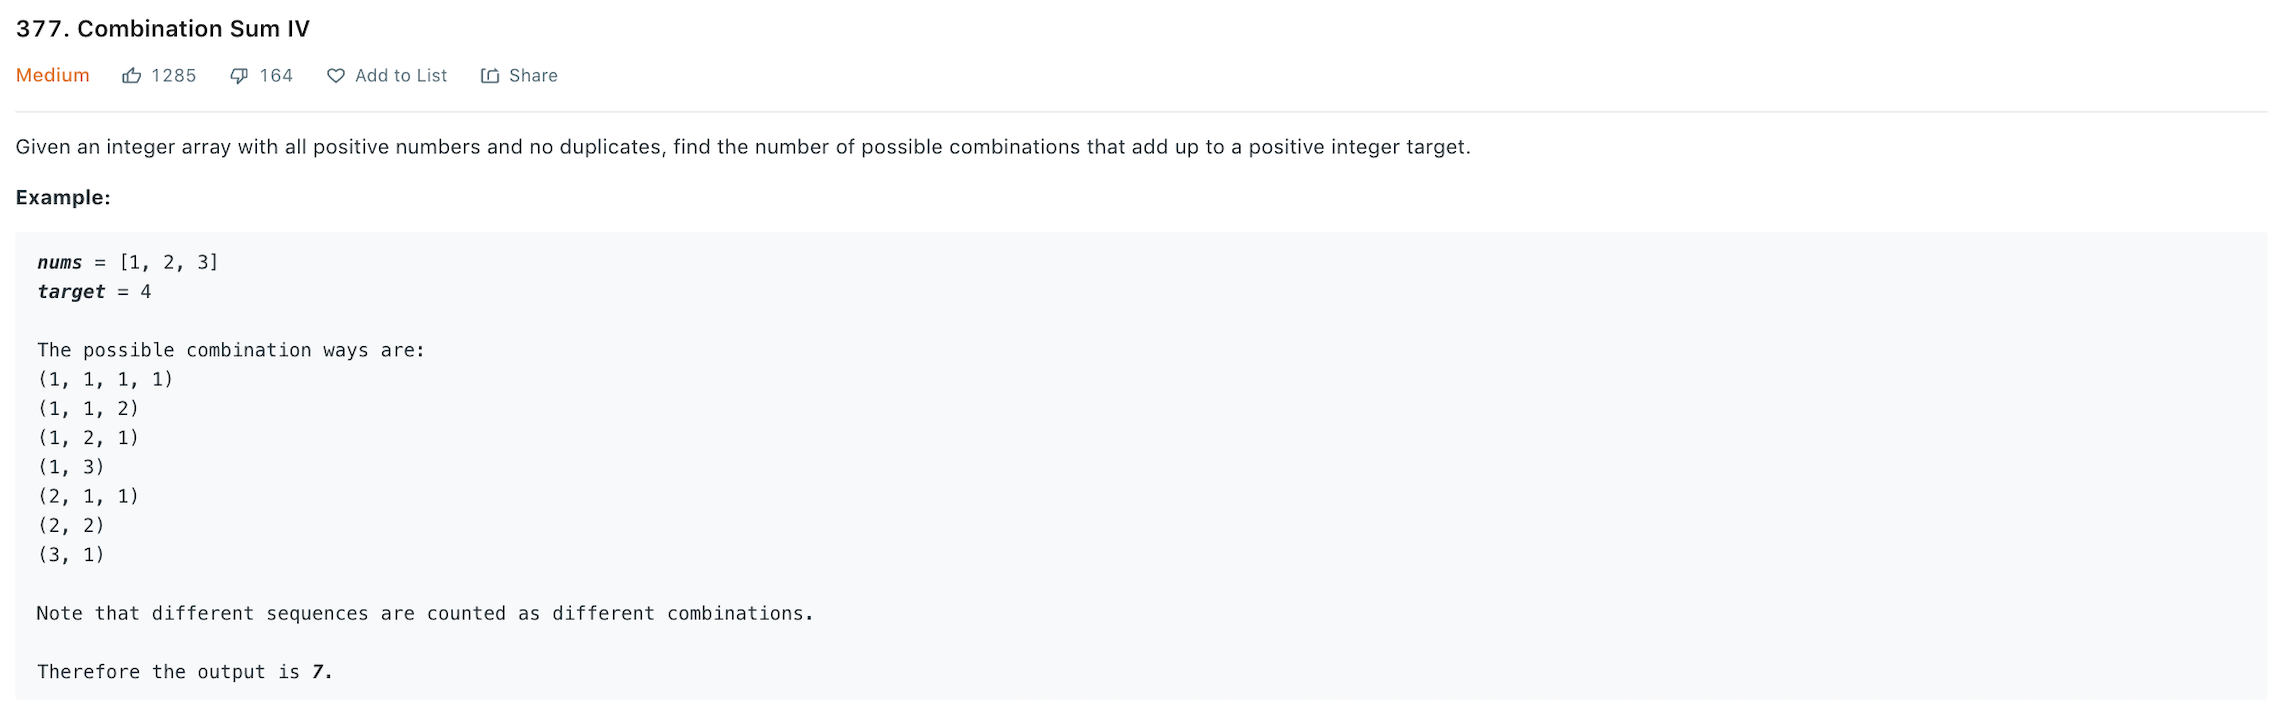 377. Combination Sum IV
Medium 1285 164 Add to List Share
Given an integer array with all positive numbers and no duplicates, find the number of possible combinations that add up to a positive integer target.
Example:
nums = [1, 2, 3]
target = 4
The possible combination ways are:
(1, 1, 1, 1)
(1, 1, 2)
(1, 2, 1)
(1, 3)
(2, 1, 1)
(2, 2)
(3, 1)
Note that different sequences are counted as different combinations.
Therefore the output is 7.